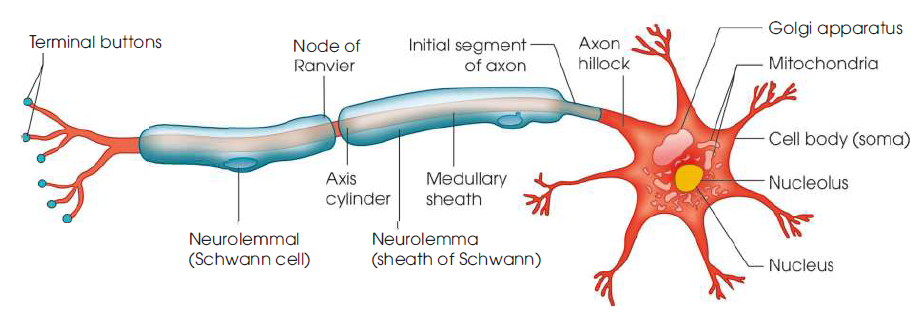 Terminal buttons
Node of
Ranvier
Initial segment
of axon
Axon
hillock
Golgi apparatus
Mitochondria
Cell body (soma)
Nucleolus
Nucleus
Axis
cylinder
Medullary
sheath
Neurolemmal
(Schwann cell)
Neurolemma
(sheath of Schwann)